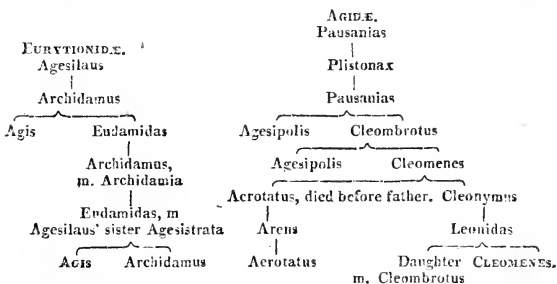 EURYTIONIDÆ.
Agesilaus
Archidamus
Agis Eudamidas
Archidamus,
m. Archidamia
Eudamidas, m
Agesilaus' sister Agesistrata
AGIS Archidamus
AGIDÆ.
Pausanias
Plistonax
Pausanias
Agesipolis Cleombrotus
Agesipolis Cleomenes
Acrotatus, died before father. Cleonymus
Areus Leonidas
Acrotatus Daughter CLEOMENES.
m. Cleombrotus